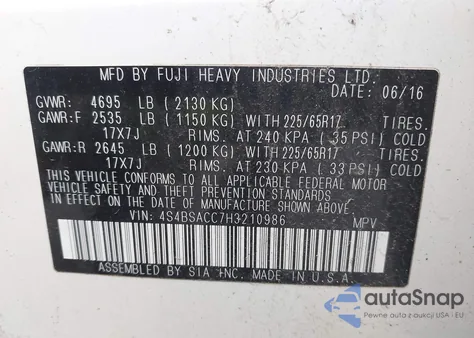 MFD BY FUJI HEAVY INDUSTRIES LTD.
DATE: 06/16
GVWR: 4695 LB (2130 KG)
GAWR:F 2535 LB (1150 KG) WITH 225/65R17 TIRES.
17X7J RIMS. AT 240 KPA (35 PSI) COLD
GAWR:R 2645 LB (1200 KG) WITH 225/65R17 TIRES.
17X7J RIMS. AT 230 KPA (33 PSI) COLD
THIS VEHICLE CONFORMS TO ALL APPLICABLE FEDERAL MOTOR
VEHICLE SAFETY, BUMPER, AND THEFT PREVENTION STANDARDS
IN EFFECT ON THE DATE OF MANUFACTURE SHOWN ABOVE.
VIN: 4S4BSACC7H3210986 MPV
ASSEMBLED BY SIA INC. MADE IN U.S.A.
autoSnap
Pewne auta z USA i EU